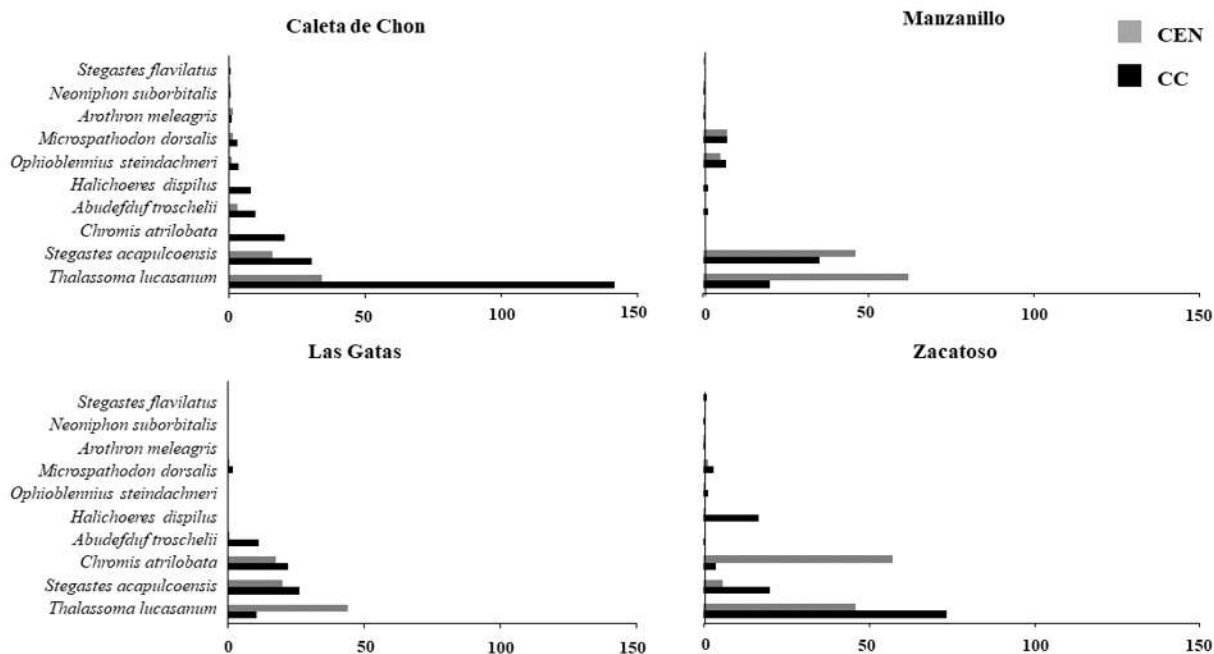 Caleta de Chon
Manzanillo
CEN
CC
Stegastes flavilatus
Neoniphon suborbitalis
Arothron meleagris
Microspathodon dorsalis
Ophioblennius steindachneri
Halichoeres dispilus
Abudefduf troschelii
Chromis atrilobata
Stegastes acapulcoensis
Thalassoma lucasanum
0 50 100 150
0 50 100 150
Las Gatas
Zacatoso
Stegastes flavilatus
Neoniphon suborbitalis
Arothron meleagris
Microspathodon dorsalis
Ophioblennius steindachneri
Halichoeres dispilus
Abudefduf troschelii
Chromis atrilobata
Stegastes acapulcoensis
Thalassoma lucasanum
0 50 100 150
0 50 100 150